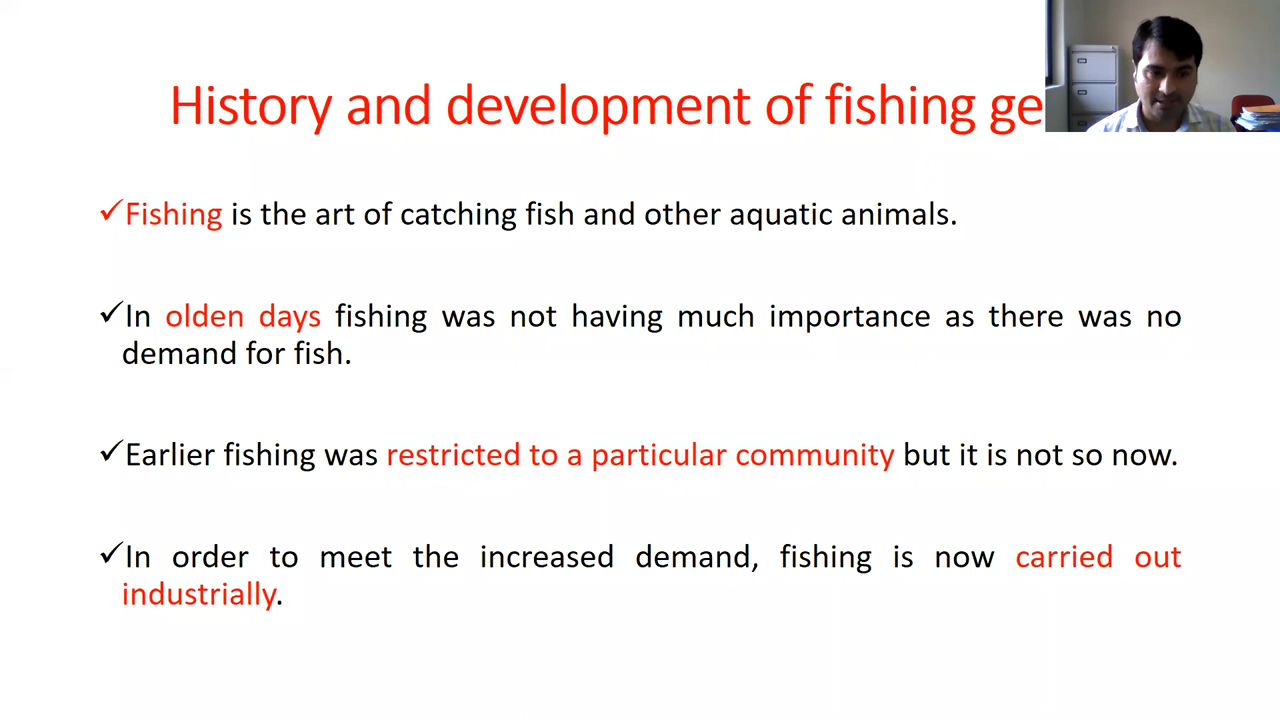 History and development of fishing ge
✓Fishing is the art of catching fish and other aquatic animals.
✓In olden days fishing was not having much importance as there was no
demand for fish.
✓Earlier fishing was restricted to a particular community but it is not so now.
✓In order to meet the increased demand, fishing is now carried out
industrially.